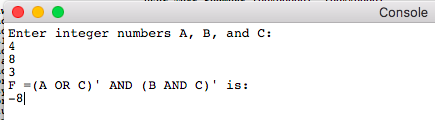 Console
Enter integer numbers A, B, and C:
4
8
3
F =(A OR C)' AND (B AND C)' is:
-8